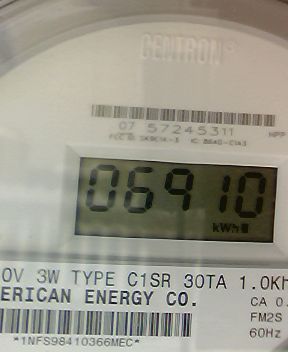 CENTRON®
07 57245311
HPP
06910
kWh
0V 3W TYPE C1SR 30TA 1.0Kh
ERICAN ENERGY CO.
CA 0.
FM2S
60Hz
*1NFS98410366MEC*